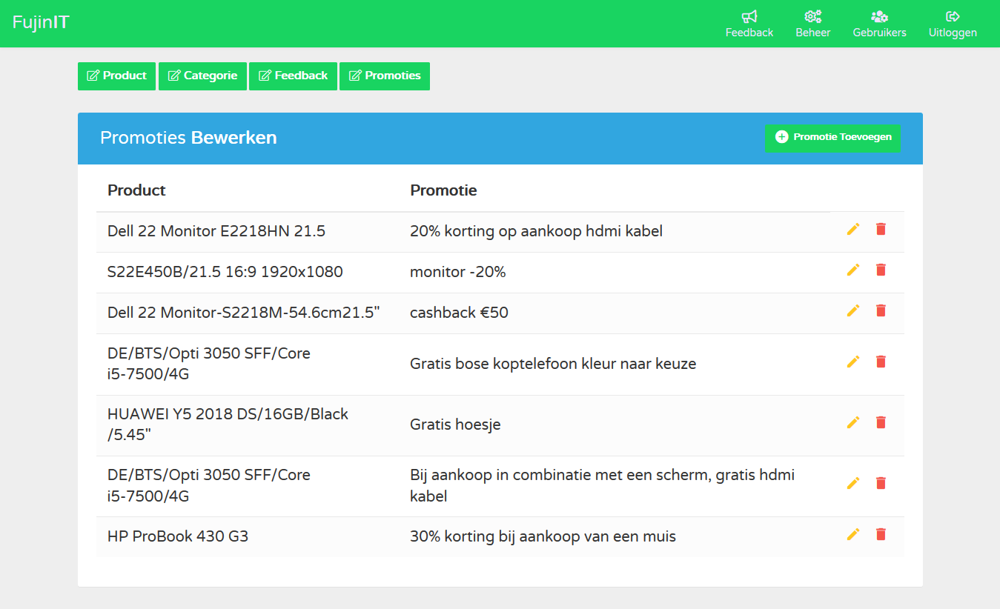 FujinIT
Feedback
Beheer
Gebruikers
Uitloggen
Product
Categorie
Feedback
Promoties
Promoties Bewerken
Promotie Toevoegen
Product Promotie
Dell 22 Monitor E2218HN 21.5 20% korting op aankoop hdmi kabel
S22E450B/21.5 16:9 1920x1080 monitor -20%
Dell 22 Monitor-S2218M-54.6cm21.5" cashback €50
DE/BTS/Opti 3050 SFF/Core
i5-7500/4G
Gratis bose koptelefoon kleur naar keuze
HUAWEI Y5 2018 DS/16GB/Black
/5.45"
Gratis hoesje
DE/BTS/Opti 3050 SFF/Core
i5-7500/4G
Bij aankoop in combinatie met een scherm, gratis hdmi
kabel
HP ProBook 430 G3 30% korting bij aankoop van een muis